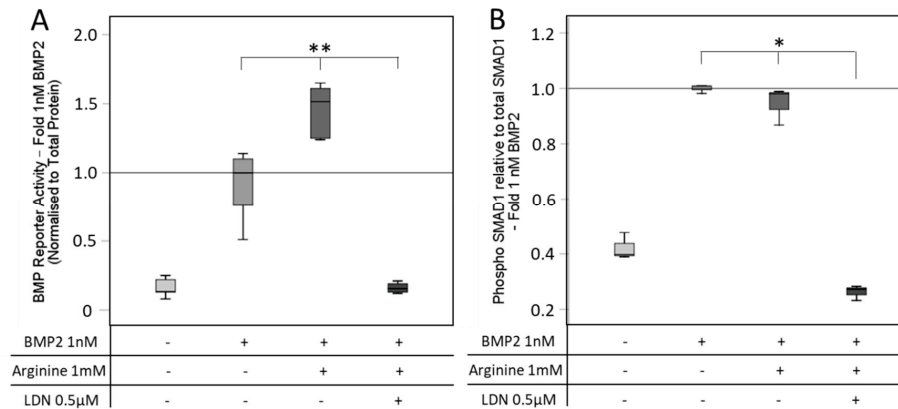 A
BMP Reporter Activity – Fold 1nM BMP2
(Normalised to Total Protein)
2.0
1.5
1.0
0.5
0
**
BMP2 1nM - + + +
Arginine 1mM - - + +
LDN 0.5µM - - - +
B
Phospho SMAD1 relative to total SMAD1
- Fold 1 nM BMP2
1.2
1.0
0.8
0.6
0.4
0.2
*
BMP2 1nM - + + +
Arginine 1mM - - + +
LDN 0.5µM - - - +